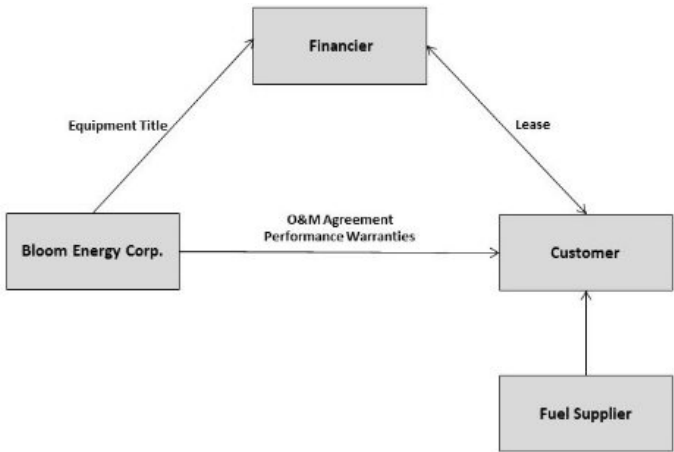 Financier
Equipment Title
Lease
O&M Agreement
Performance Warranties
Bloom Energy Corp.
Customer
Fuel Supplier